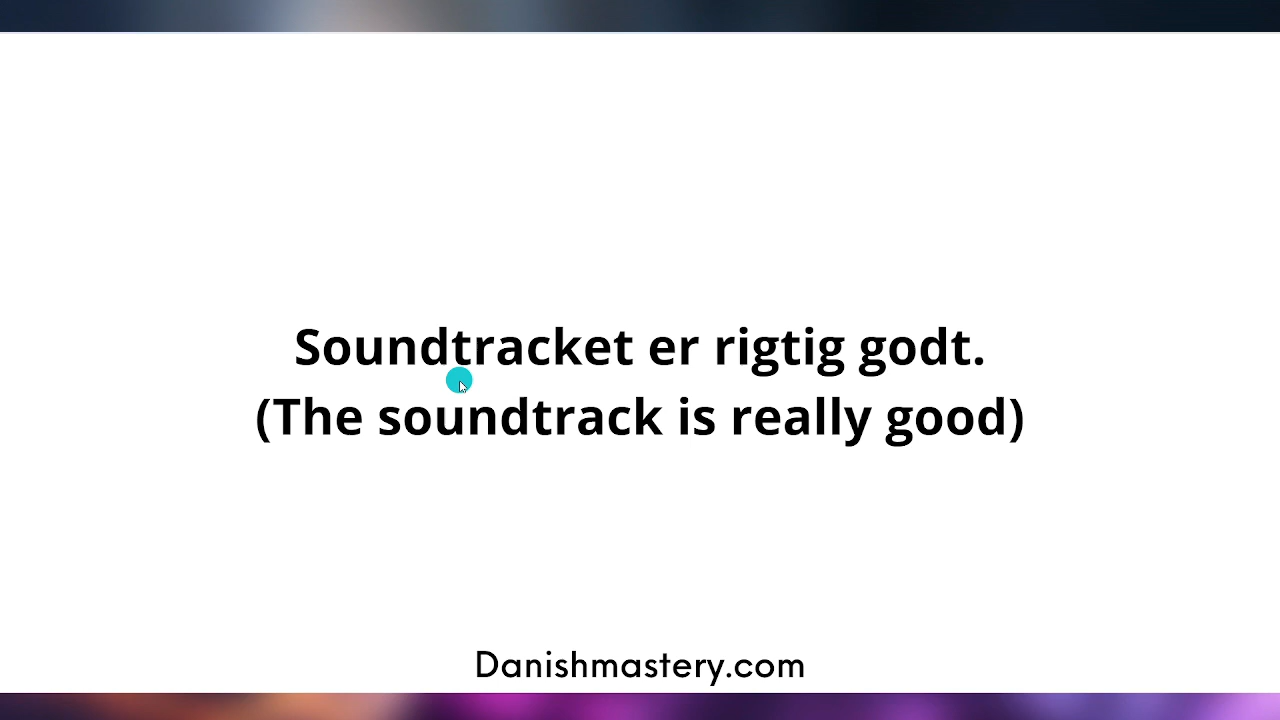 Soundtracket er rigtig godt.
(The soundtrack is really good)
Danishmastery.com